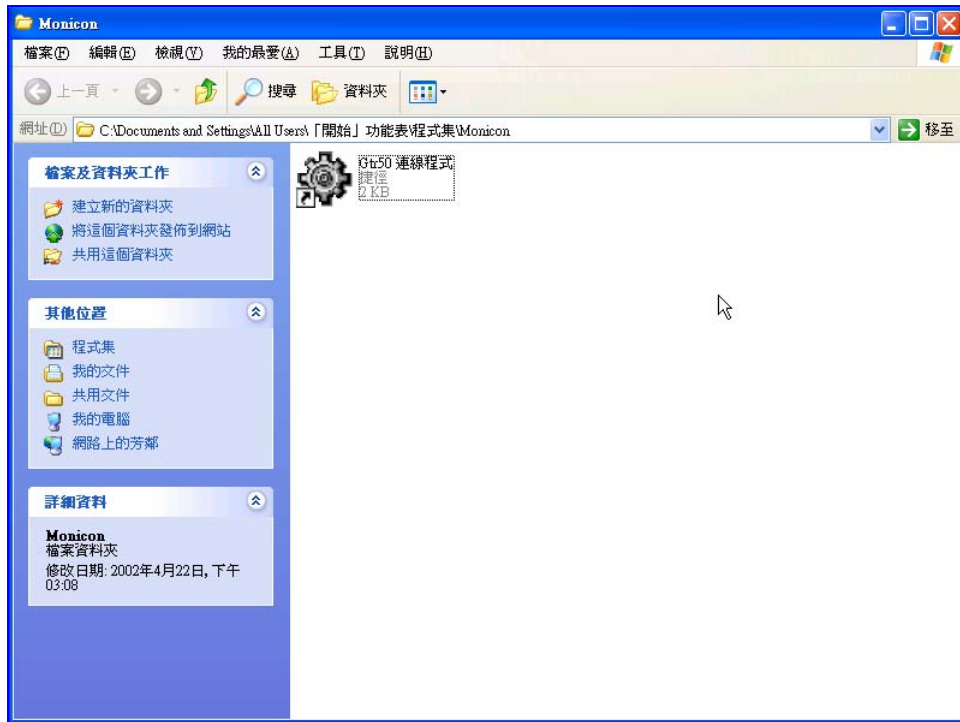 Monicon
檔案(F) 編輯(E) 檢視(V) 我的最愛(A) 工具(T) 說明(H)
上一頁 搜尋 資料夾
網址(D) C:\Documents and Settings\All Users\「開始」功能表\程式集\Monicon 移至
檔案及資料夾工作
建立新的資料夾
將這個資料夾發佈到網站
共用這個資料夾
其他位置
程式集
我的文件
共用文件
我的電腦
網路上的芳鄰
詳細資料
Monicon
檔案資料夾
修改日期: 2002年4月22日, 下午
03:08
Gtr50 連線程式
捷徑
2 KB